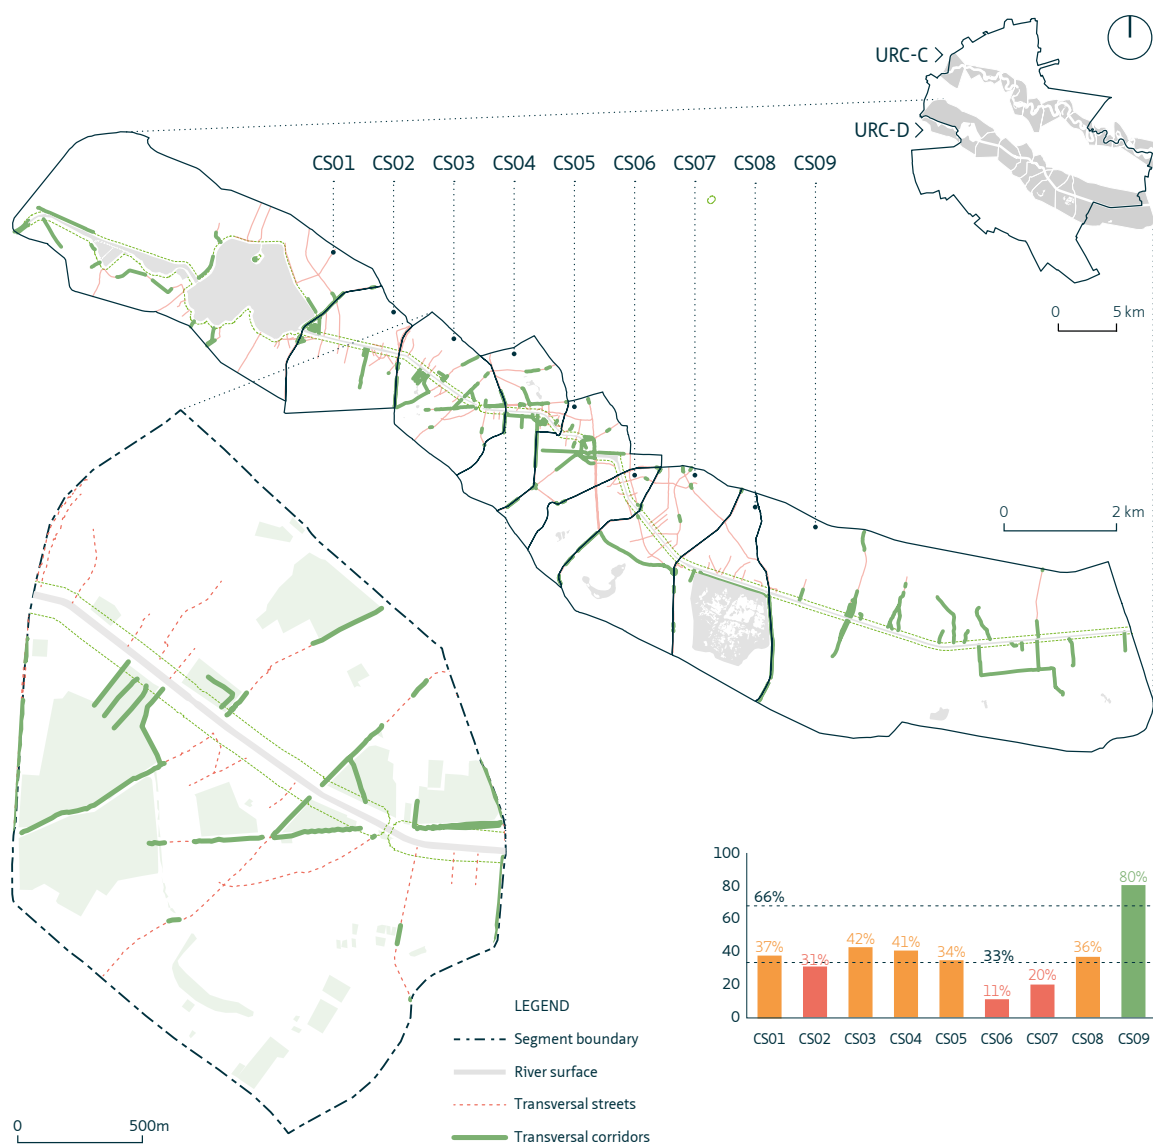 URC-C
URC-D
0 5 km
CS01 CS02 CS03 CS04 CS05 CS06 CS07 CS08 CS09
0 2 km
100
80
60
40
20
0
66%
33%
37%
31%
42%
41%
34%
11%
20%
36%
80%
CS01 CS02 CS03 CS04 CS05 CS06 CS07 CS08 CS09
LEGEND
Segment boundary
River surface
Transversal streets
Transversal corridors
0 500m